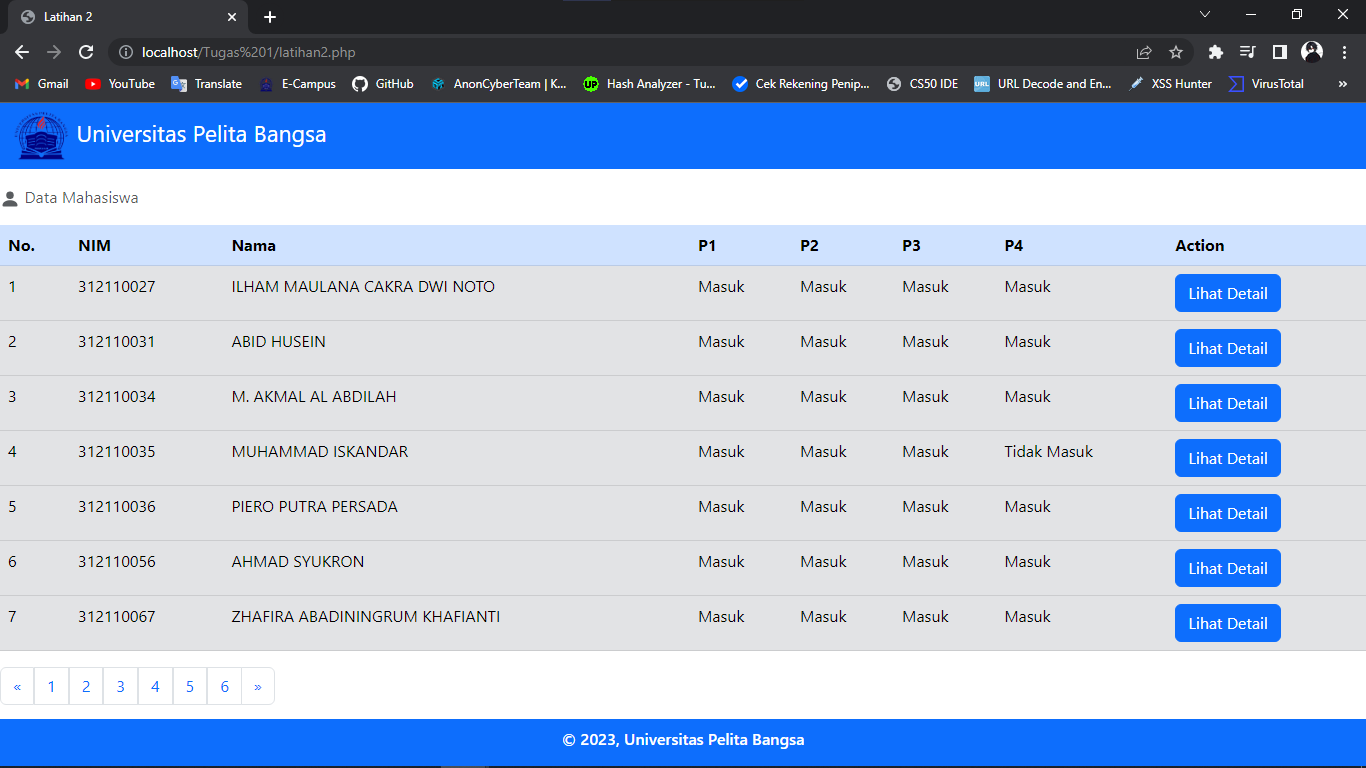 Latihan 2
localhost/Tugas%201/latihan2.php
Gmail YouTube Translate E-Campus GitHub AnonCyberTeam | K... Hash Analyzer - Tu... Cek Rekening Penip... CS50 IDE URL Decode and En... XSS Hunter VirusTotal »
Universitas Pelita Bangsa
Data Mahasiswa
No. NIM Nama P1 P2 P3 P4 Action
1 312110027 ILHAM MAULANA CAKRA DWI NOTO Masuk Masuk Masuk Masuk Lihat Detail
2 312110031 ABID HUSEIN Masuk Masuk Masuk Masuk Lihat Detail
3 312110034 M. AKMAL AL ABDILAH Masuk Masuk Masuk Masuk Lihat Detail
4 312110035 MUHAMMAD ISKANDAR Masuk Masuk Masuk Tidak Masuk Lihat Detail
5 312110036 PIERO PUTRA PERSADA Masuk Masuk Masuk Masuk Lihat Detail
6 312110056 AHMAD SYUKRON Masuk Masuk Masuk Masuk Lihat Detail
7 312110067 ZHAFIRA ABADININGRUM KHAFIANTI Masuk Masuk Masuk Masuk Lihat Detail
« 1 2 3 4 5 6 »
© 2023, Universitas Pelita Bangsa